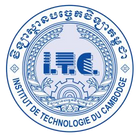 វិទ្យាស្ថានបច្ចេកវិទ្យាកម្ពុជា
I.T.C.
INSTITUT DE TECHNOLOGIE DU CAMBODGE